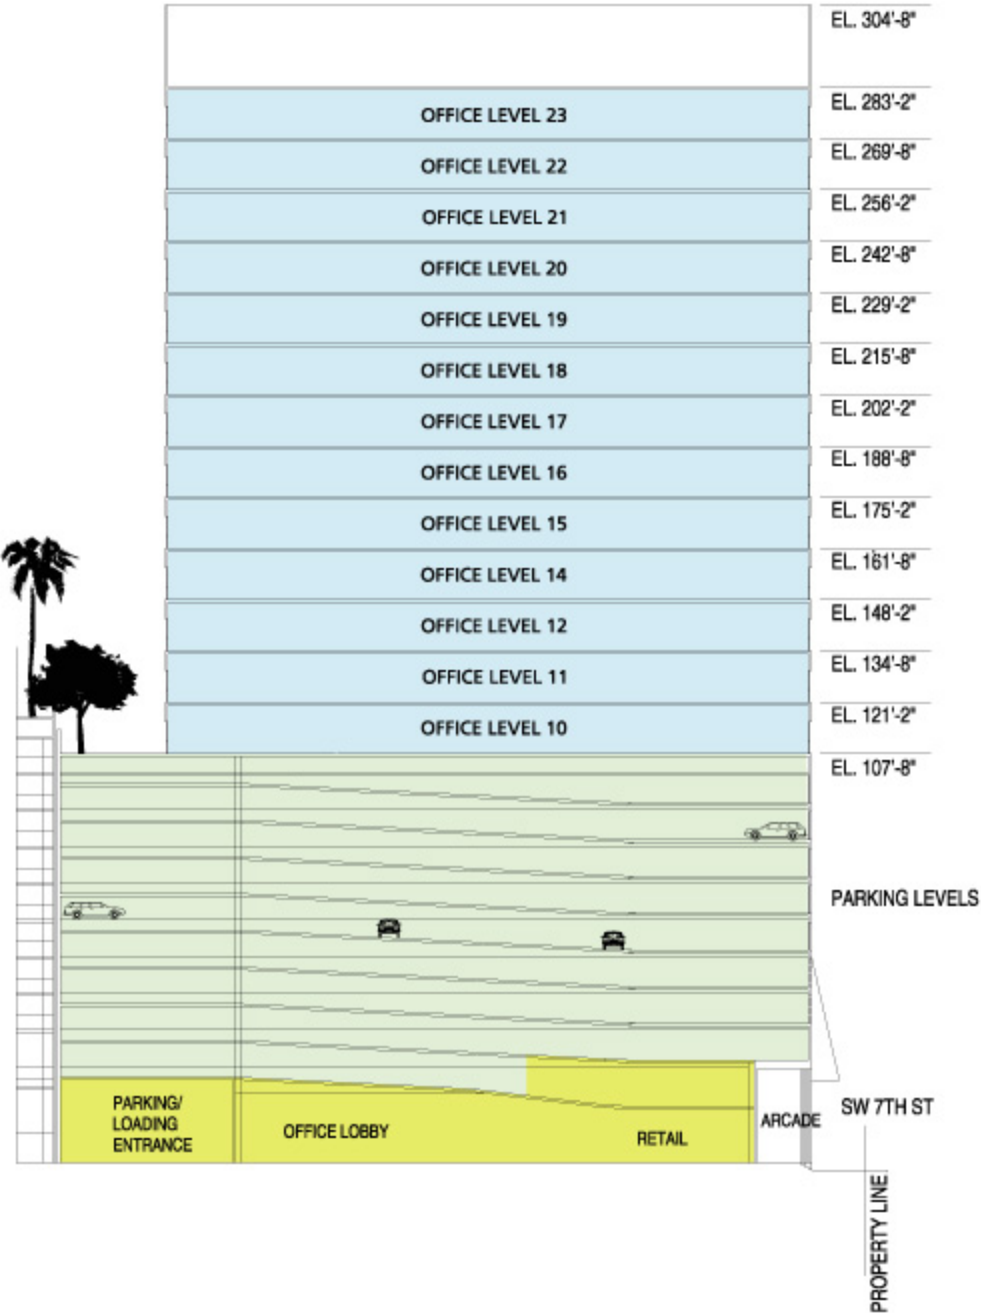 EL. 304'-8"
EL. 283'-2"
OFFICE LEVEL 23
EL. 269'-8"
OFFICE LEVEL 22
EL. 256'-2"
OFFICE LEVEL 21
EL. 242'-8"
OFFICE LEVEL 20
EL. 229'-2"
OFFICE LEVEL 19
EL. 215'-8"
OFFICE LEVEL 18
EL. 202'-2"
OFFICE LEVEL 17
EL. 188'-8"
OFFICE LEVEL 16
EL. 175'-2"
OFFICE LEVEL 15
EL. 161'-8"
OFFICE LEVEL 14
EL. 148'-2"
OFFICE LEVEL 12
EL. 134'-8"
OFFICE LEVEL 11
EL. 121'-2"
OFFICE LEVEL 10
EL. 107'-8"
PARKING LEVELS
PARKING/
LOADING
ENTRANCE
OFFICE LOBBY
RETAIL
ARCADE
SW 7TH ST
PROPERTY LINE